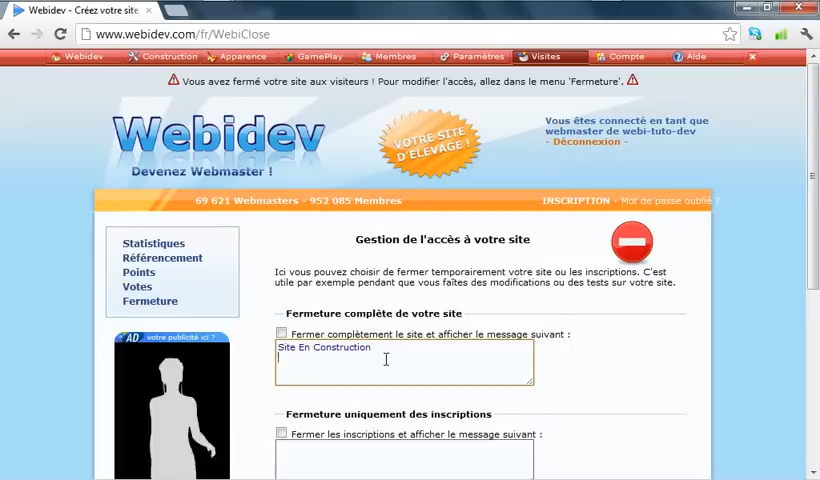 Webidev - Créez votre site
www.webidev.com/fr/WebiClose
Webidev Construction Apparence GamePlay Membres Paramètres Visites Compte Aide
Vous avez fermé votre site aux visiteurs ! Pour modifier l'accès, allez dans le menu 'Fermeture'.
Webidev
Devenez Webmaster !
VOTRE SITE
D'ÉLEVAGE !
Vous êtes connecté en tant que
webmaster de webi-tuto-dev
- Déconnexion -
69 621 Webmasters - 952 085 Membres
INSCRIPTION - Mot de passe oublié ?
Statistiques
Référencement
Points
Votes
Fermeture
AD votre publicité ici ?
Gestion de l'accès à votre site
Ici vous pouvez choisir de fermer temporairement votre site ou les inscriptions. C'est
utile par exemple pendant que vous faîtes des modifications ou des tests sur votre site.
Fermeture complète de votre site
Fermer complètement le site et afficher le message suivant :
Site En Construction
Fermeture uniquement des inscriptions
Fermer les inscriptions et afficher le message suivant :